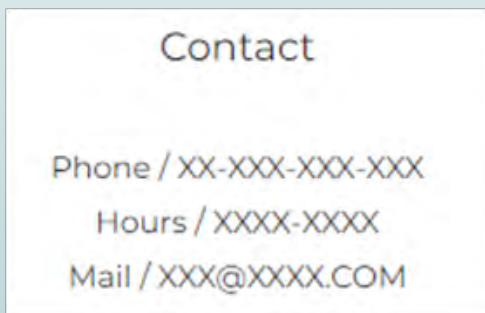 Contact
Phone / XX-XXX-XXX-XXX
Hours / XXXX-XXXX
Mail / XXX@XXXX.COM